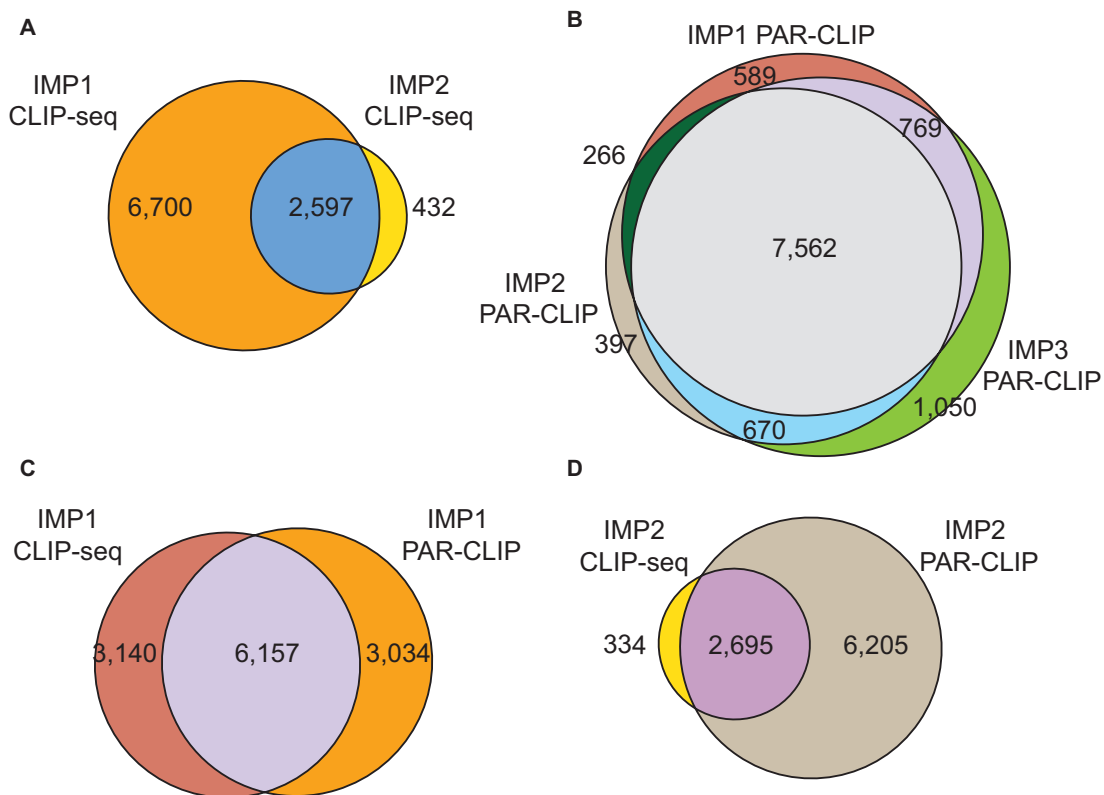 A
IMP1
CLIP-seq
IMP2
CLIP-seq
6,700
2,597
432
B
IMP1 PAR-CLIP
589
769
266
7,562
IMP2
PAR-CLIP
397
IMP3
PAR-CLIP
1,050
670
C
IMP1
CLIP-seq
IMP1
PAR-CLIP
3,140
6,157
3,034
D
IMP2
CLIP-seq
IMP2
PAR-CLIP
334
2,695
6,205